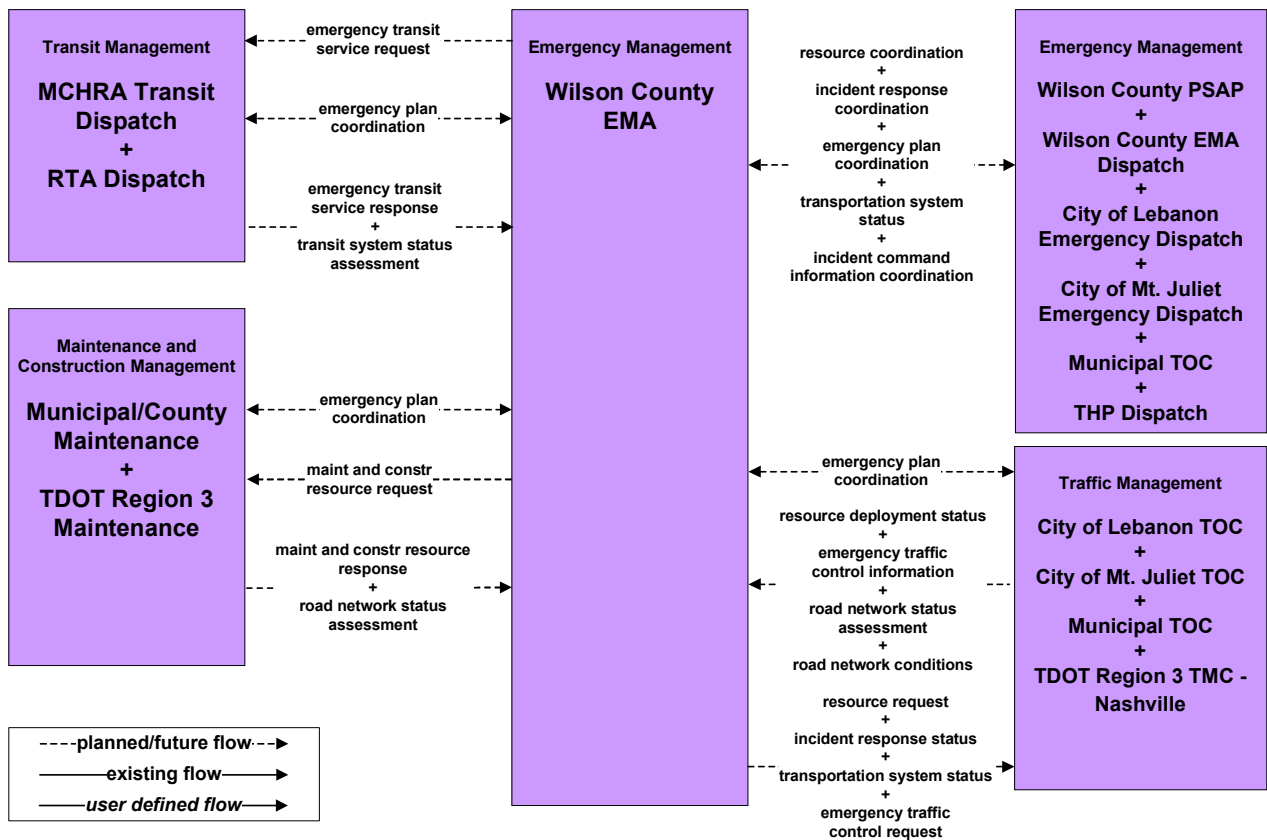 Transit Management
MCHRA Transit
Dispatch
+
RTA Dispatch
emergency transit
service request
emergency plan
coordination
emergency transit
service response
+
transit system status
assessment
Maintenance and
Construction Management
Municipal/County
Maintenance
+
TDOT Region 3
Maintenance
emergency plan
coordination
maint and constr
resource request
maint and constr resource
response
+
road network status
assessment
planned/future flow
existing flow
user defined flow
Emergency Management
Wilson County
EMA
resource coordination
+
incident response
coordination
+
emergency plan
coordination
+
transportation system
status
+
incident command
information coordination
Emergency Management
Wilson County PSAP
+
Wilson County EMA
Dispatch
+
City of Lebanon
Emergency Dispatch
+
City of Mt. Juliet
Emergency Dispatch
+
Municipal TOC
+
THP Dispatch
emergency plan
coordination
resource deployment status
+
emergency traffic
control information
+
road network status
assessment
+
road network conditions
resource request
+
incident response status
+
transportation system status
+
emergency traffic
control request
Traffic Management
City of Lebanon TOC
+
City of Mt. Juliet TOC
+
Municipal TOC
+
TDOT Region 3 TMC -
Nashville